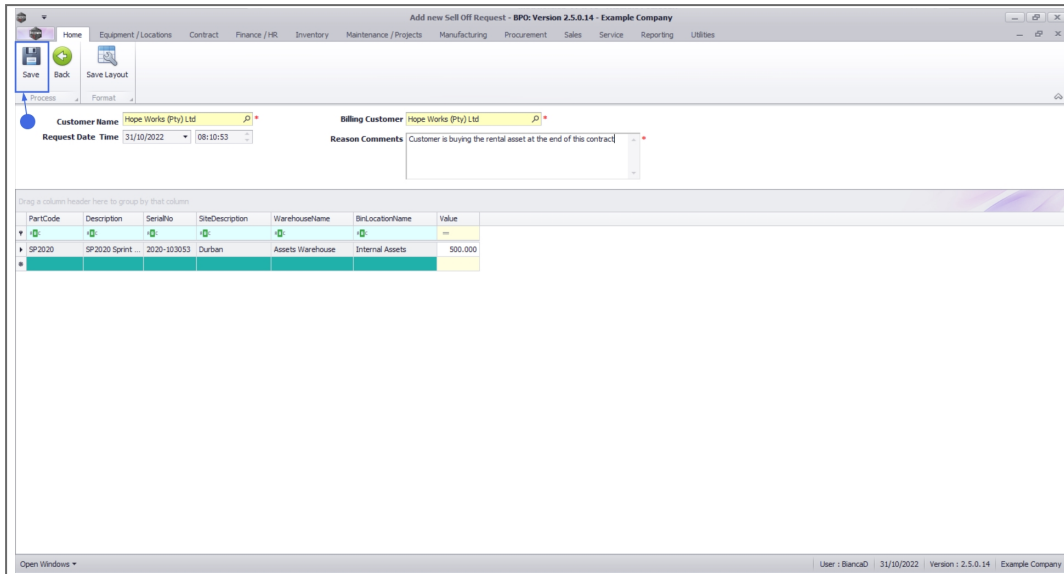 Add new Sell Off Request - BPO: Version 2.5.0.14 - Example Company
Home Equipment / Locations Contract Finance / HR Inventory Maintenance / Projects Manufacturing Procurement Sales Service Reporting Utilities
Save Back Save Layout
Process Format
Customer Name Hope Works (Pty) Ltd * Billing Customer Hope Works (Pty) Ltd *
Request Date Time 31/10/2022 08:10:53 Reason Comments Customer is buying the rental asset at the end of this contract *
Drag a column header here to group by that column
PartCode Description SerialNo SiteDescription WarehouseName BinLocationName Value
=
SP2020 SP2020 Sprint ... 2020-103053 Durban Assets Warehouse Internal Assets 500.000
Open Windows User : BiancaD 31/10/2022 Version : 2.5.0.14 Example Company